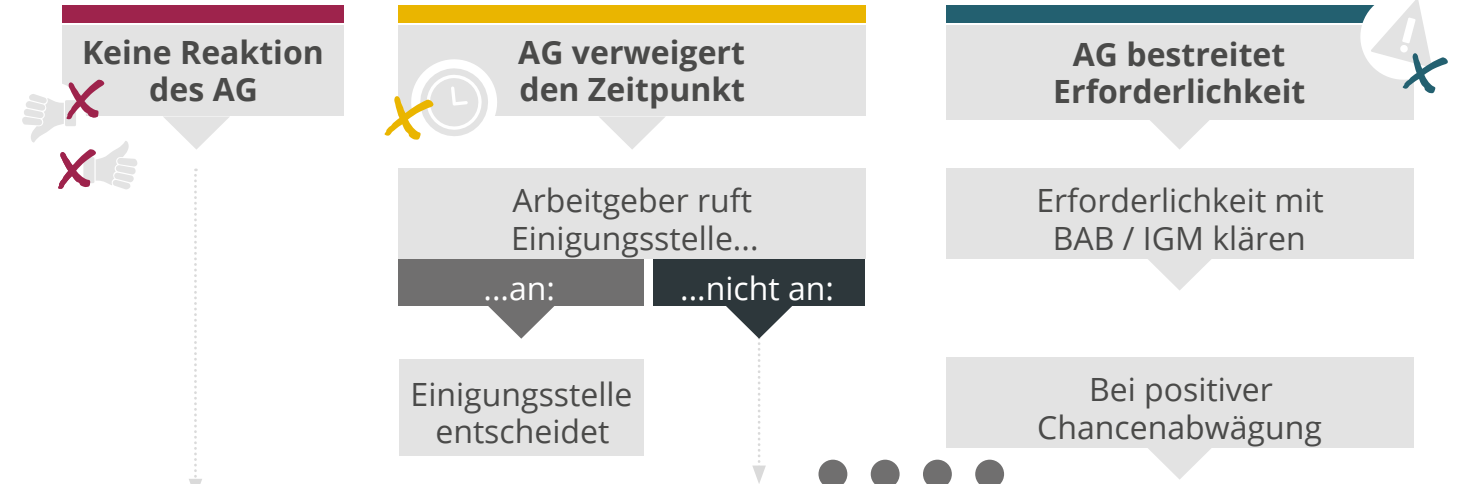 Keine Reaktion
des AG
AG verweigert
den Zeitpunkt
Arbeitgeber ruft
Einigungsstelle...
...an:
...nicht an:
Einigungsstelle
entscheidet
AG bestreitet
Erforderlichkeit
Erforderlichkeit mit
BAB / IGM klären
Bei positiver
Chancenabwägung